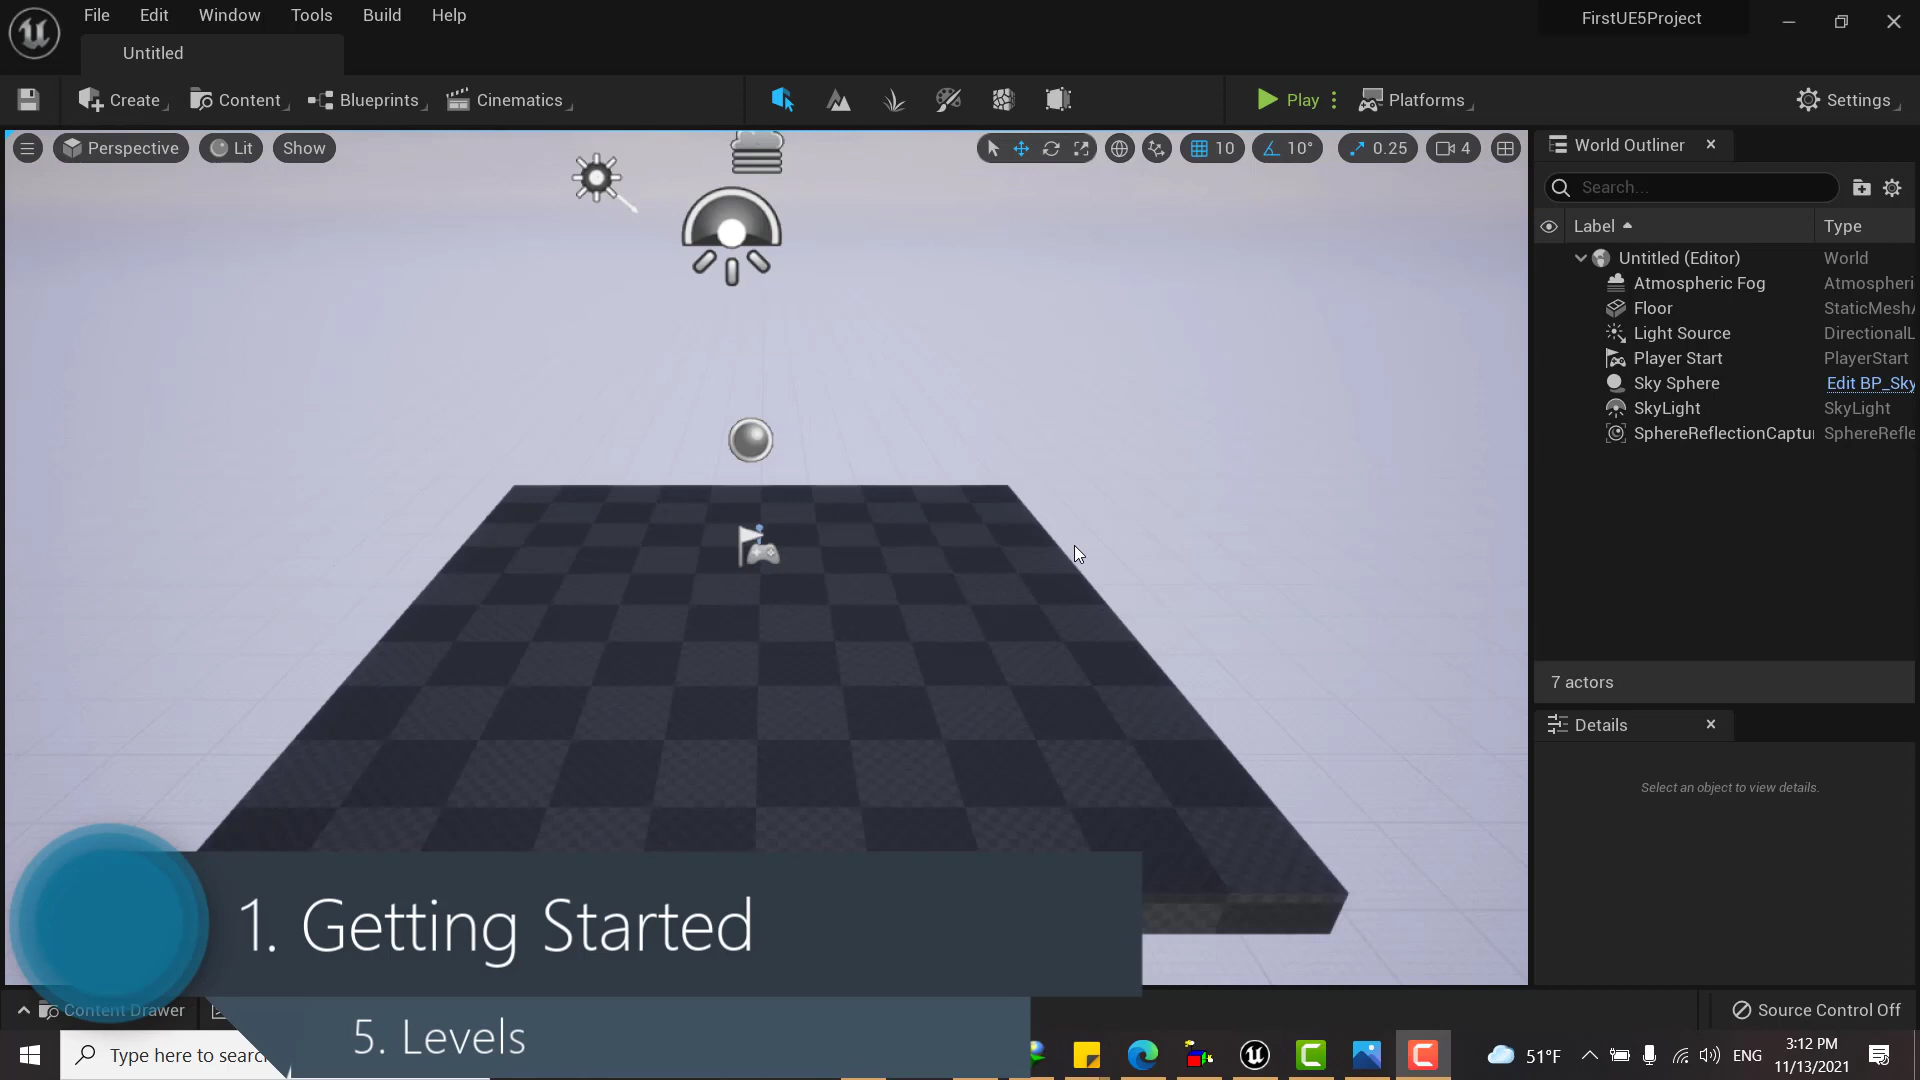 File Edit Window Tools Build Help
FirstUE5Project
Untitled
Create Content Blueprints Cinematics Play Platforms Settings
Perspective Lit Show 10 10° 0.25 4
World Outliner
Search...
Label Type
Untitled (Editor) World
Atmospheric Fog Atmospheri
Floor StaticMeshA
Light Source DirectionalL
Player Start PlayerStart
Sky Sphere Edit BP_Sky
SkyLight SkyLight
SphereReflectionCaptur SphereRefle
7 actors
Details
Select an object to view details.
1. Getting Started
Content Drawer
Source Control Off
5. Levels
Type here to search
51°F ENG
3:12 PM
11/13/2021